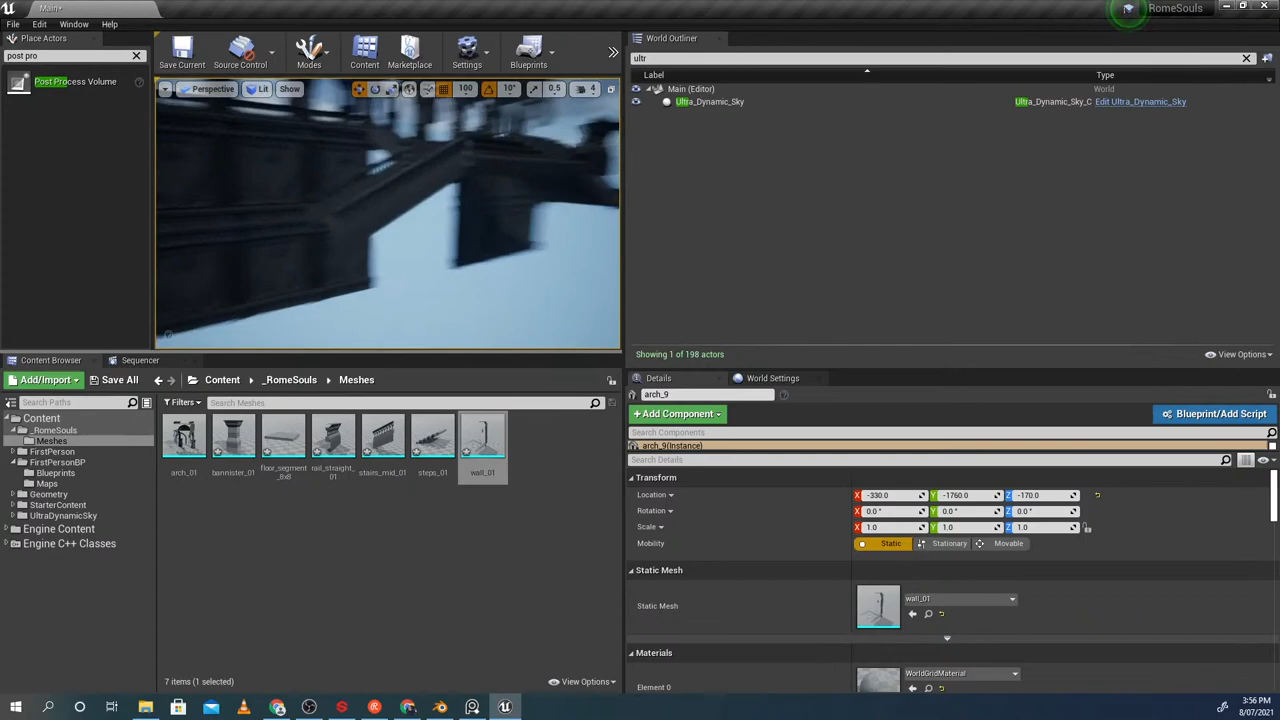 Main*
RomeSouls
File Edit Window Help
Place Actors
post pro
Post Process Volume
Save Current
Source Control
Modes
Content
Marketplace
Settings
Blueprints
Perspective
Lit
Show
100
10°
0.5
4
World Outliner
ultr
Label
Type
Main (Editor)
World
Ultra_Dynamic_Sky
Ultra_Dynamic_Sky_C
Edit Ultra_Dynamic_Sky
Showing 1 of 198 actors
View Options
Content Browser
Sequencer
Add/Import
Save All
Content
_RomeSouls
Meshes
Search Paths
Filters
Search Meshes
Content
_RomeSouls
Meshes
FirstPerson
FirstPersonBP
Blueprints
Maps
Geometry
StarterContent
UltraDynamicSky
Engine Content
Engine C++ Classes
arch_01
bannister_01
floor_segment
_8x8
rail_straight_
01
stairs_mid_01
steps_01
wall_01
7 items (1 selected)
View Options
Details
World Settings
arch_9
+Add Component
Blueprint/Add Script
Search Components
arch_9(Instance)
Search Details
Transform
Location
X -330.0
Y -1760.0
Z -170.0
Rotation
X 0.0 °
Y 0.0 °
Z 0.0 °
Scale
X 1.0
Y 1.0
Z 1.0
Mobility
Static
Stationary
Movable
Static Mesh
Static Mesh
wall_01
Materials
Element 0
WorldGridMaterial
3:56 PM
8/07/2021